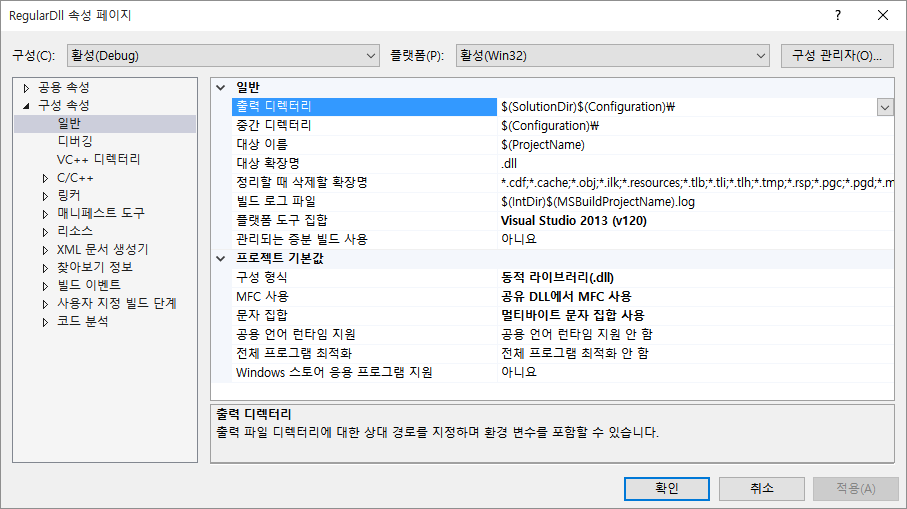 RegularDll 속성 페이지
구성(C): 활성(Debug) 플랫폼(P): 활성(Win32) 구성 관리자(O)...
공용 속성
구성 속성
일반
디버깅
VC++ 디렉터리
C/C++
링커
매니페스트 도구
리소스
XML 문서 생성기
찾아보기 정보
빌드 이벤트
사용자 지정 빌드 단계
코드 분석
일반
출력 디렉터리 $(SolutionDir)$(Configuration)₩
중간 디렉터리 $(Configuration)₩
대상 이름 $(ProjectName)
대상 확장명 .dll
정리할 때 삭제할 확장명 *.cdf;*.cache;*.obj;*.ilk;*.resources;*.tlb;*.tli;*.tlh;*.tmp;*.rsp;*.pgc;*.pgd;*.m
빌드 로그 파일 $(IntDir)$(MSBuildProjectName).log
플랫폼 도구 집합 Visual Studio 2013 (v120)
관리되는 증분 빌드 사용 아니요
프로젝트 기본값
구성 형식 동적 라이브러리(.dll)
MFC 사용 공유 DLL에서 MFC 사용
문자 집합 멀티바이트 문자 집합 사용
공용 언어 런타임 지원 공용 언어 런타임 지원 안 함
전체 프로그램 최적화 전체 프로그램 최적화 안 함
Windows 스토어 응용 프로그램 지원 아니요
출력 디렉터리
출력 파일 디렉터리에 대한 상대 경로를 지정하며 환경 변수를 포함할 수 있습니다.
확인 취소 적용(A)